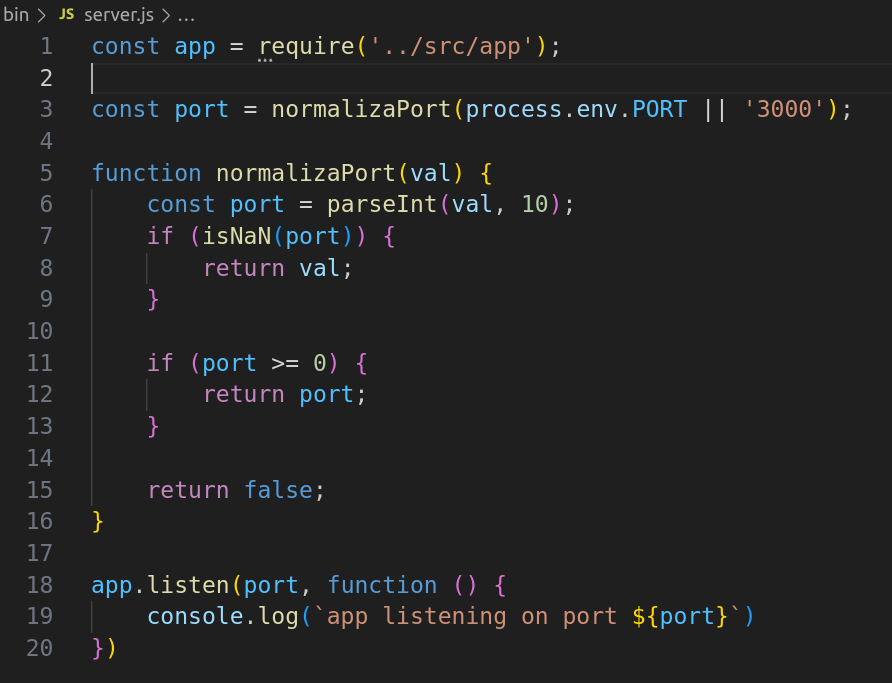 bin > JS server.js > ...
1 const app = require('../src/app');
2
3 const port = normalizaPort(process.env.PORT || '3000');
4
5 function normalizaPort(val) {
6     const port = parseInt(val, 10);
7     if (isNaN(port)) {
8         return val;
9     }
10
11     if (port >= 0) {
12         return port;
13     }
14
15     return false;
16 }
17
18 app.listen(port, function () {
19     console.log(`app listening on port ${port}`)
20 })